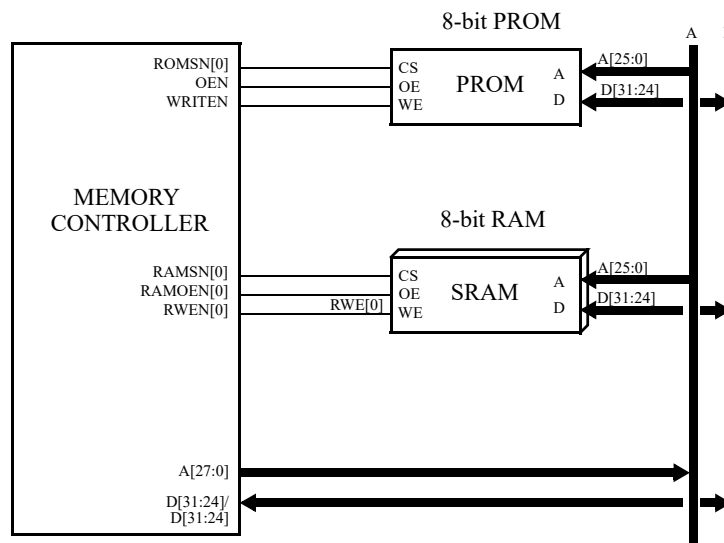 8-bit PROM
A
ROMSN[0]
OEN
WRITEN
CS
OE
WE
PROM
A
D
A[25:0]
D[31:24]
MEMORY
CONTROLLER
8-bit RAM
RAMSN[0]
RAMOEN[0]
RWEN[0]
RWE[0]
CS
OE
WE
SRAM
A
D
A[25:0]
D[31:24]
A[27:0]
D[31:24]/
D[31:24]